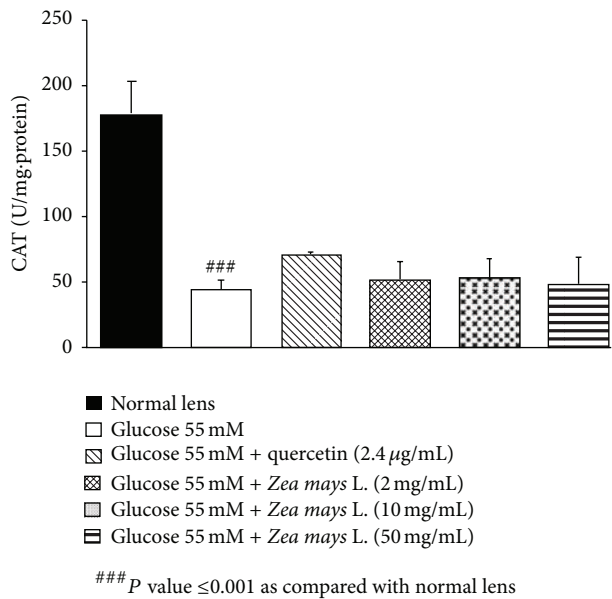 250
200
150
100
50
0
CAT (U/mg·protein)
###
Normal lens
Glucose 55 mM
Glucose 55 mM + quercetin (2.4 μg/mL)
Glucose 55 mM + Zea mays L. (2 mg/mL)
Glucose 55 mM + Zea mays L. (10 mg/mL)
Glucose 55 mM + Zea mays L. (50 mg/mL)
###P value ≤0.001 as compared with normal lens